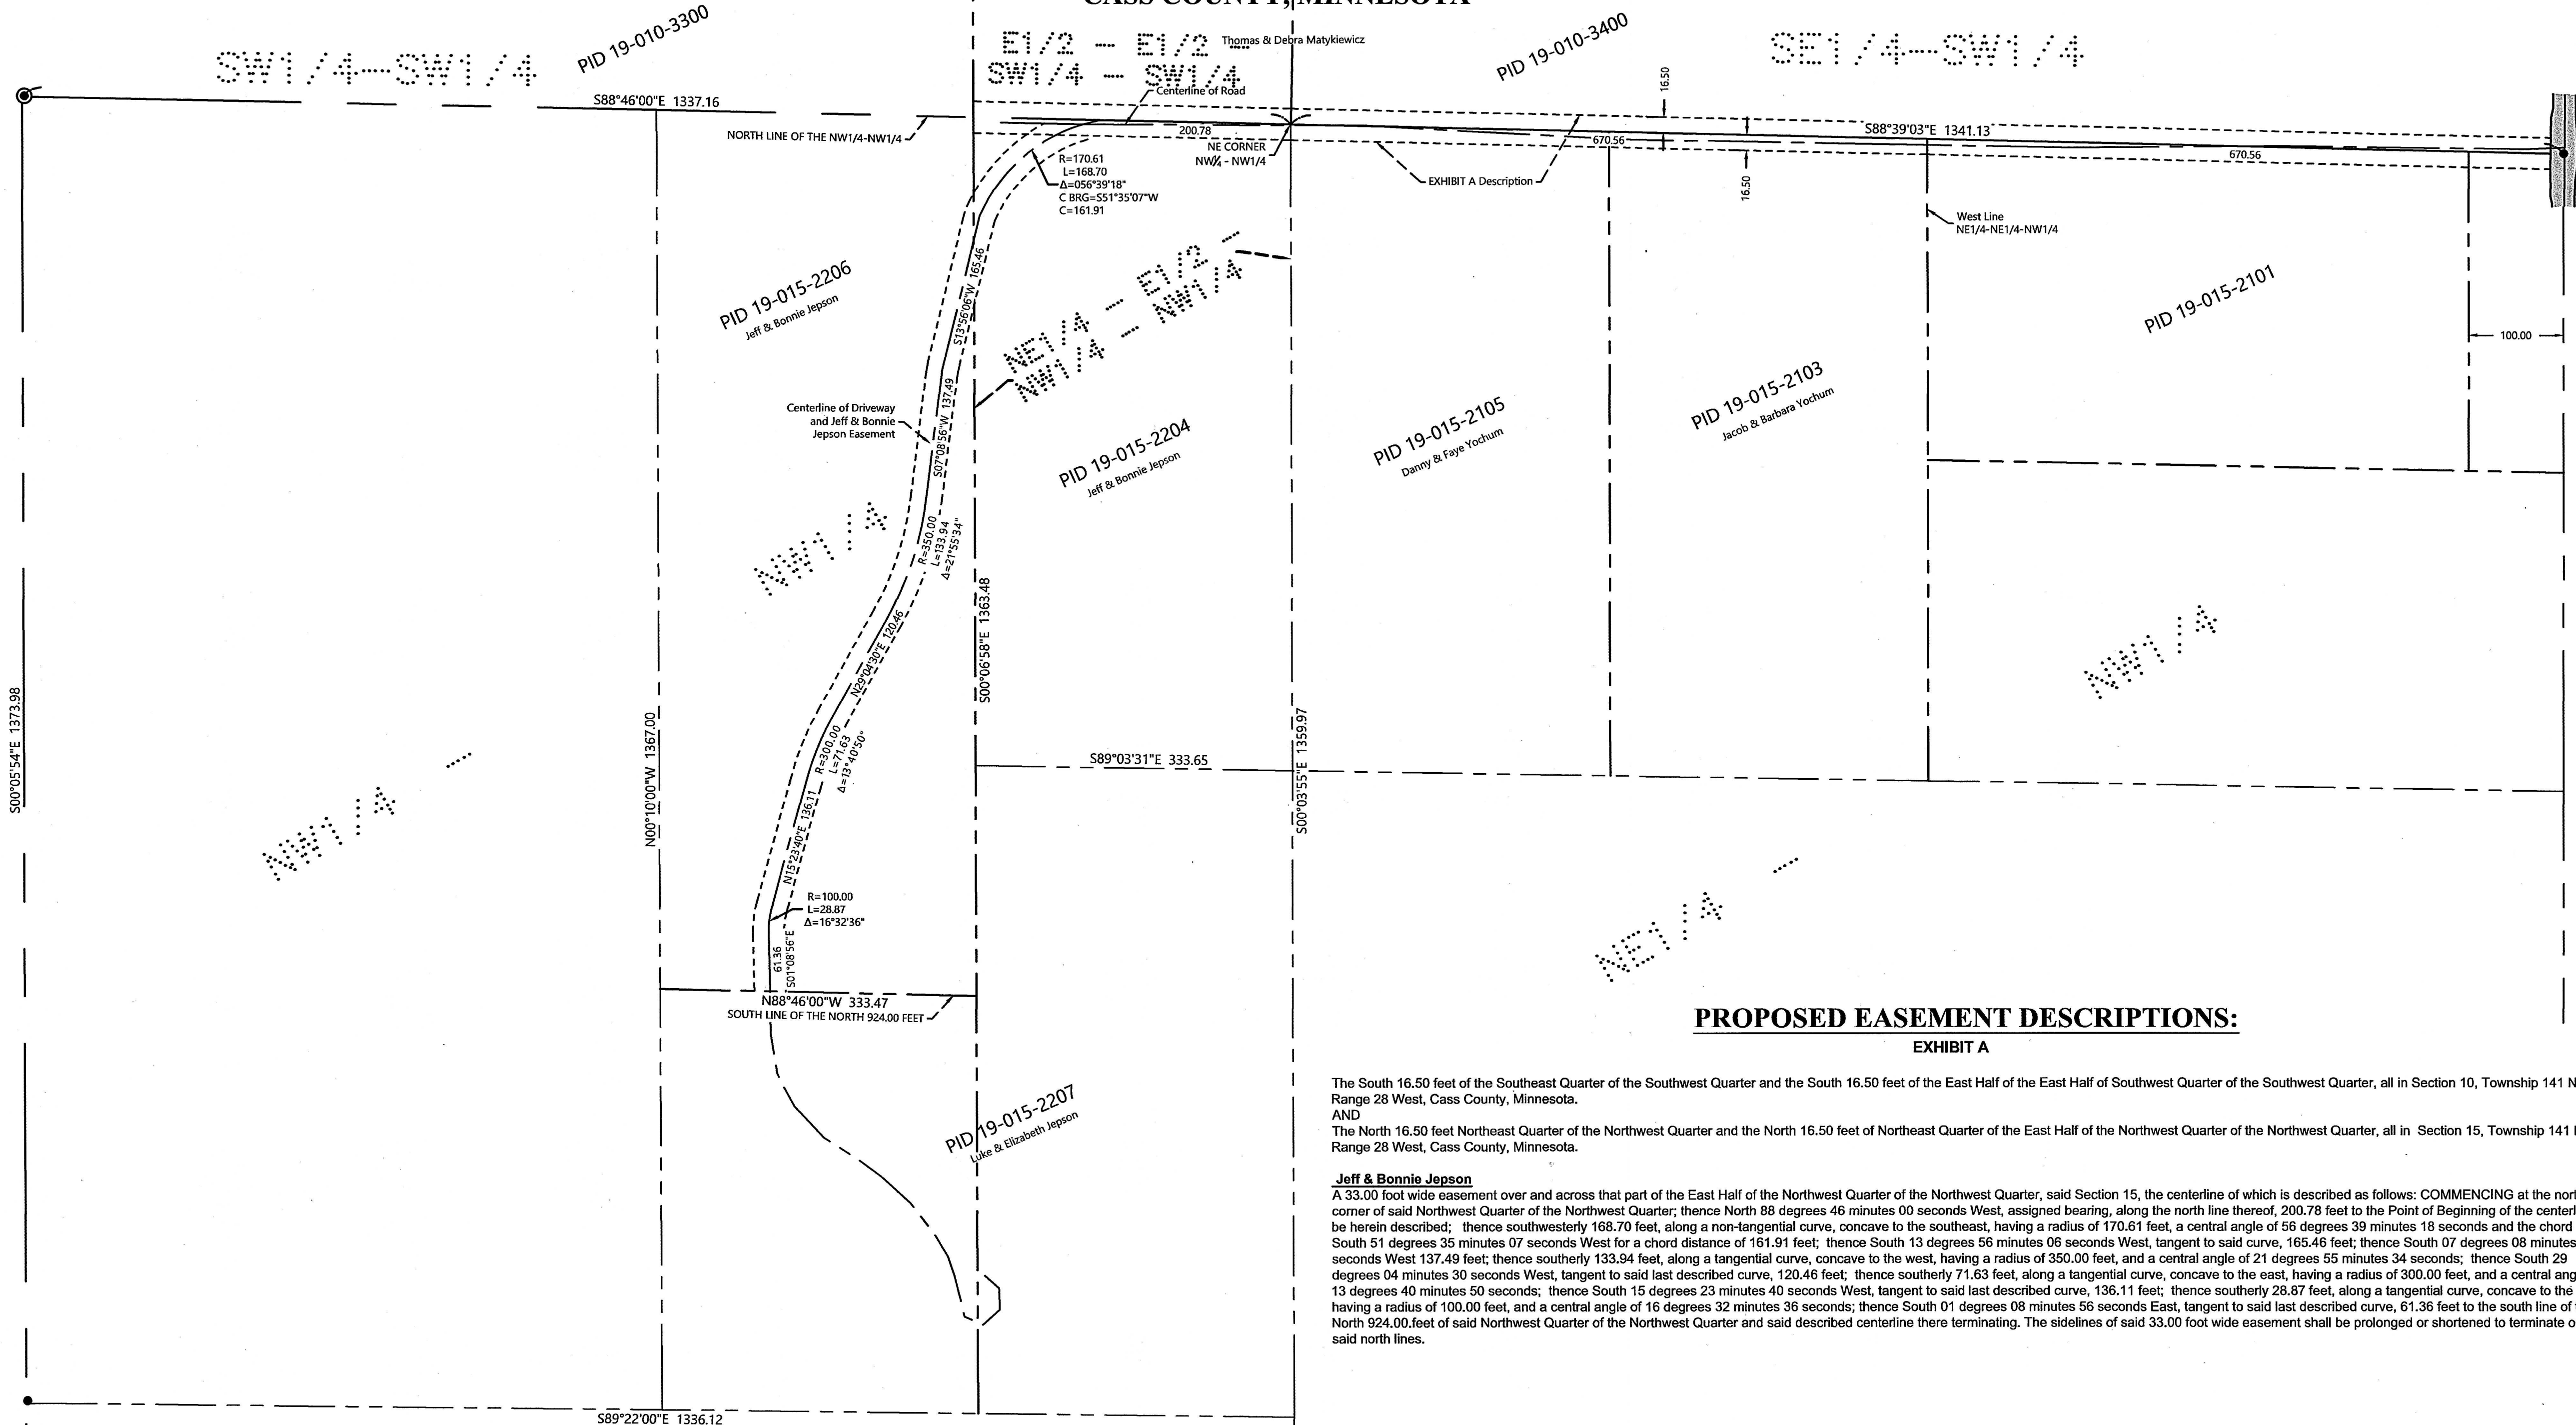 CASS COUNTY, MINNESOTA
SW1/4-SW1/4
PID 19-010-3300
E1/2 - E1/2 -
SW1/4 - SW1/4
Thomas & Debra Matykiewicz
PID 19-010-3400
SE1/4-SW1/4
S88°46'00"E 1337.16
NORTH LINE OF THE NW1/4-NW1/4
Centerline of Road
200.78
NE CORNER
NW¼ - NW1/4
16.50
16.50
S88°39'03"E 1341.13
670.56
670.56
EXHIBIT A Description
R=170.61
L=168.70
Δ=056°39'18"
C BRG=S51°35'07"W
C=161.91
West Line
NE1/4-NE1/4-NW1/4
PID 19-015-2206
Jeff & Bonnie Jepson
S13°56'06"W 165.46
NE1/4 - E1/2 -
NW1/4 - NW1/4
PID 19-015-2101
100.00
Centerline of Driveway
and Jeff & Bonnie
Jepson Easement
S07°08'56"W 137.49
PID 19-015-2204
Jeff & Bonnie Jepson
PID 19-015-2105
Danny & Faye Yochum
PID 19-015-2103
Jacob & Barbara Yochum
NW1/4
R=350.00
L=133.94
Δ=21°55'34"
S00°06'58"E 1363.48
N29°04'30"E 120.46
NW1/4
S00°05'54"E 1373.98
N00°10'00"W 1367.00
R=300.00
L=71.63
Δ=13°40'50"
S89°03'31"E 333.65
S00°03'55"E 1359.97
NW1/4 -
N15°23'40"E 136.11
NE1/4 -
R=100.00
L=28.87
Δ=16°32'36"
61.36
S01°08'56"E
N88°46'00"W 333.47
SOUTH LINE OF THE NORTH 924.00 FEET
PID 19-015-2207
Luke & Elizabeth Jepson
S89°22'00"E 1336.12
PROPOSED EASEMENT DESCRIPTIONS:
EXHIBIT A
The South 16.50 feet of the Southeast Quarter of the Southwest Quarter and the South 16.50 feet of the East Half of the East Half of Southwest Quarter of the Southwest Quarter, all in Section 10, Township 141 N
Range 28 West, Cass County, Minnesota.
AND
The North 16.50 feet Northeast Quarter of the Northwest Quarter and the North 16.50 feet of Northeast Quarter of the East Half of the Northwest Quarter of the Northwest Quarter, all in Section 15, Township 141
Range 28 West, Cass County, Minnesota.
Jeff & Bonnie Jepson
A 33.00 foot wide easement over and across that part of the East Half of the Northwest Quarter of the Northwest Quarter, said Section 15, the centerline of which is described as follows: COMMENCING at the nor
corner of said Northwest Quarter of the Northwest Quarter; thence North 88 degrees 46 minutes 00 seconds West, assigned bearing, along the north line thereof, 200.78 feet to the Point of Beginning of the centerl
be herein described; thence southwesterly 168.70 feet, along a non-tangential curve, concave to the southeast, having a radius of 170.61 feet, a central angle of 56 degrees 39 minutes 18 seconds and the chord
South 51 degrees 35 minutes 07 seconds West for a chord distance of 161.91 feet; thence South 13 degrees 56 minutes 06 seconds West, tangent to said curve, 165.46 feet; thence South 07 degrees 08 minutes
seconds West 137.49 feet; thence southerly 133.94 feet, along a tangential curve, concave to the west, having a radius of 350.00 feet, and a central angle of 21 degrees 55 minutes 34 seconds; thence South 29
degrees 04 minutes 30 seconds West, tangent to said last described curve, 120.46 feet; thence southerly 71.63 feet, along a tangential curve, concave to the east, having a radius of 300.00 feet, and a central ang
13 degrees 40 minutes 50 seconds; thence South 15 degrees 23 minutes 40 seconds West, tangent to said last described curve, 136.11 feet; thence southerly 28.87 feet, along a tangential curve, concave to the
having a radius of 100.00 feet, and a central angle of 16 degrees 32 minutes 36 seconds; thence South 01 degrees 08 minutes 56 seconds East, tangent to said last described curve, 61.36 feet to the south line of
North 924.00.feet of said Northwest Quarter of the Northwest Quarter and said described centerline there terminating. The sidelines of said 33.00 foot wide easement shall be prolonged or shortened to terminate o
said north lines.